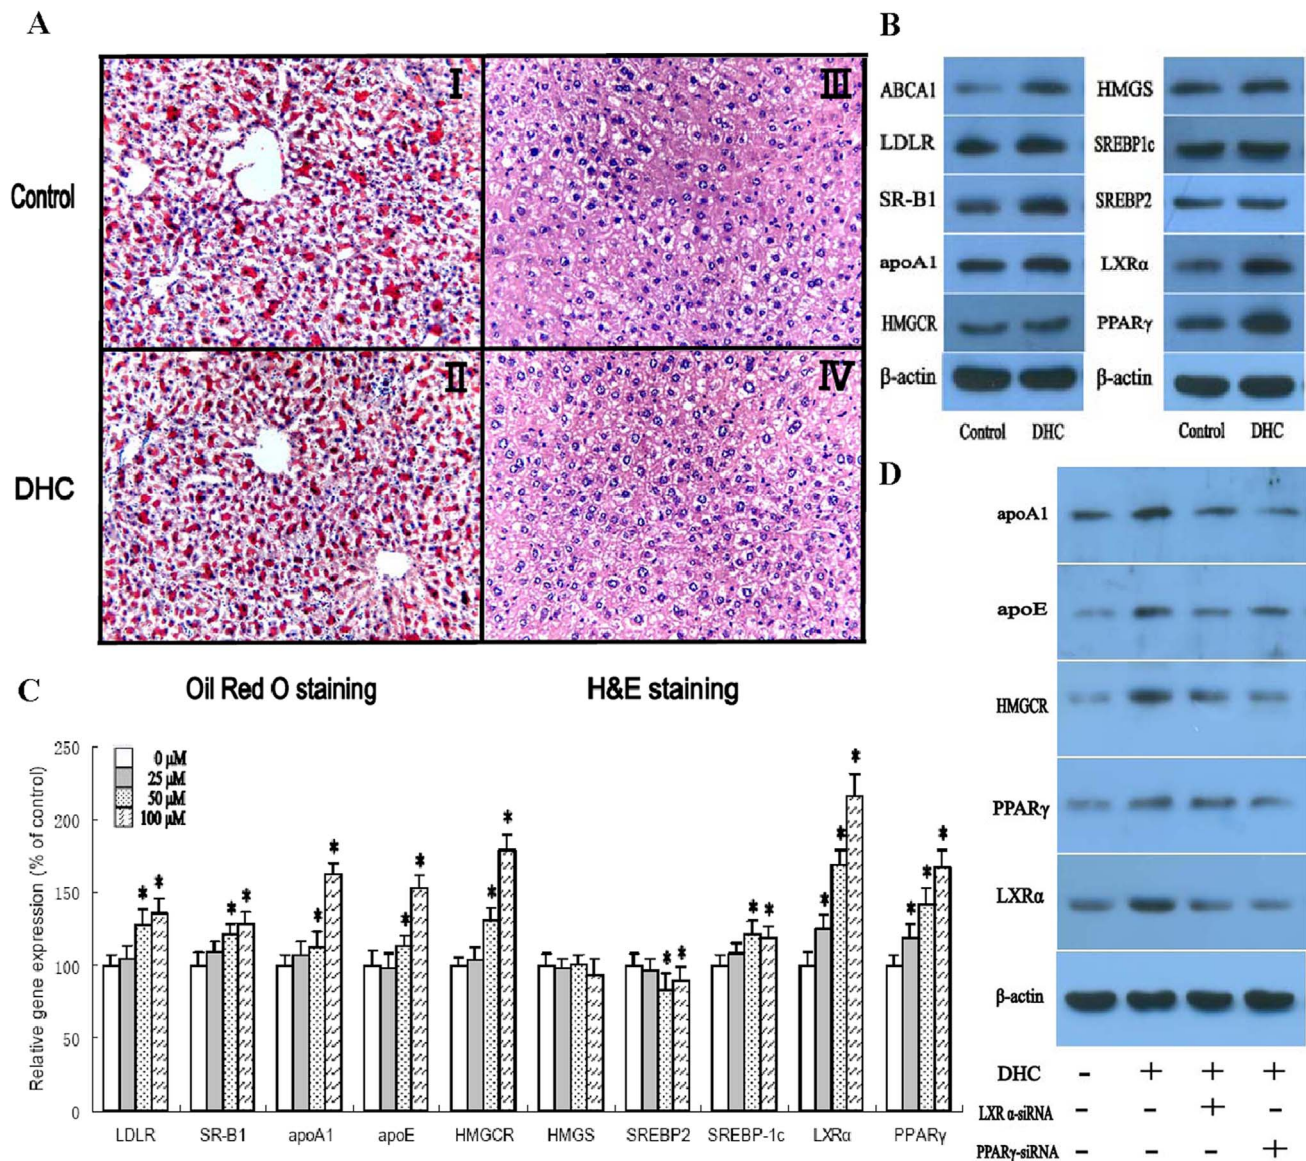 A
Control
DHC
I
III
II
IV
Oil Red O staining
H&E staining
B
ABCA1
LDLR
SR-B1
apoA1
HMGCR
β-actin
Control DHC
HMGS
SREBP1c
SREBP2
LXRα
PPARγ
β-actin
Control DHC
C
Relative gene expression (% of control)
250
200
150
100
50
0
0 μM
25 μM
50 μM
100 μM
* * * * * * * * * * * * * * * * * * * *
LDLR SR-B1 apoA1 apoE HMGCR HMGS SREBP2 SREBP-1c LXRα PPARγ
D
apoA1
apoE
HMGCR
PPARγ
LXRα
β-actin
DHC - + + +
LXR α-siRNA - - + -
PPARγ-siRNA - - - +